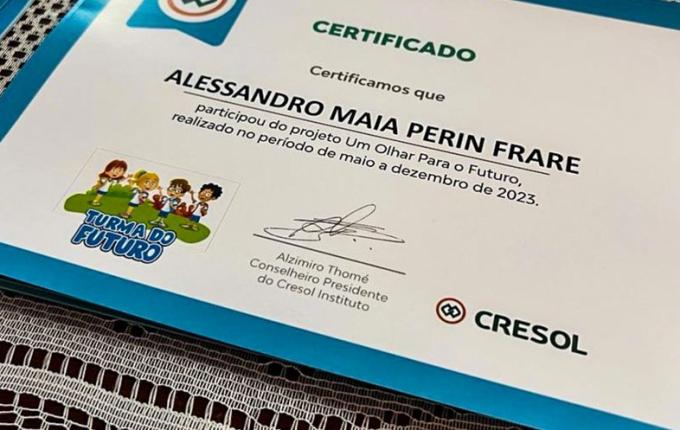 CERTIFICADO
Certificamos que
ALESSANDRO MAIA PERIN FRARE
participou do projeto Um Olhar Para o Futuro,
realizado no período de maio a dezembro de 2023.
TURMA DO
FUTURO
Alzimiro Thomé
Conselheiro Presidente
do Cresol Instituto
CRESOL